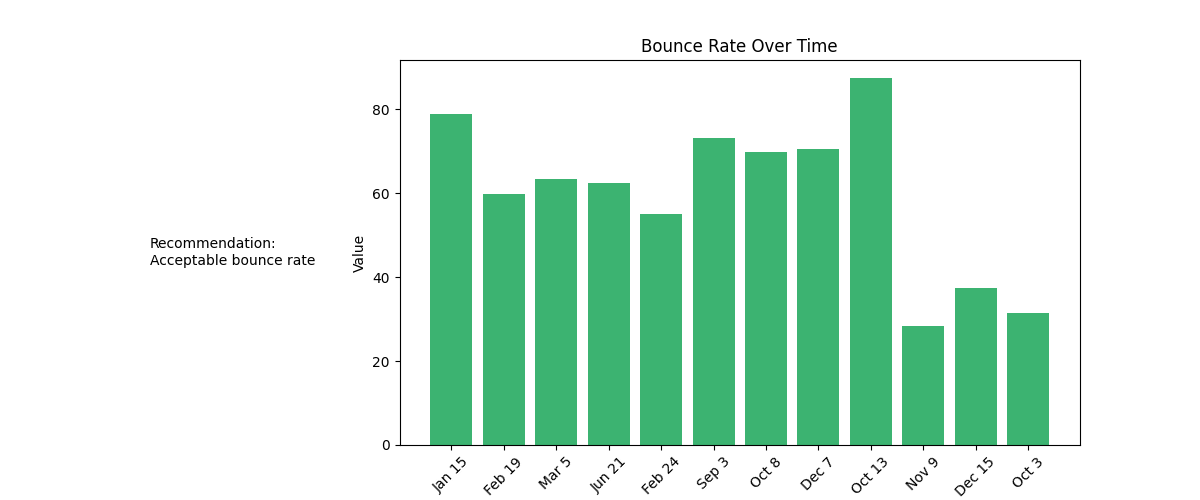 Bounce Rate Over Time
Recommendation:
Acceptable bounce rate
Value
80
60
40
20
0
Jan 15
Feb 19
Mar 5
Jun 21
Feb 24
Sep 3
Oct 8
Dec 7
Oct 13
Nov 9
Dec 15
Oct 3